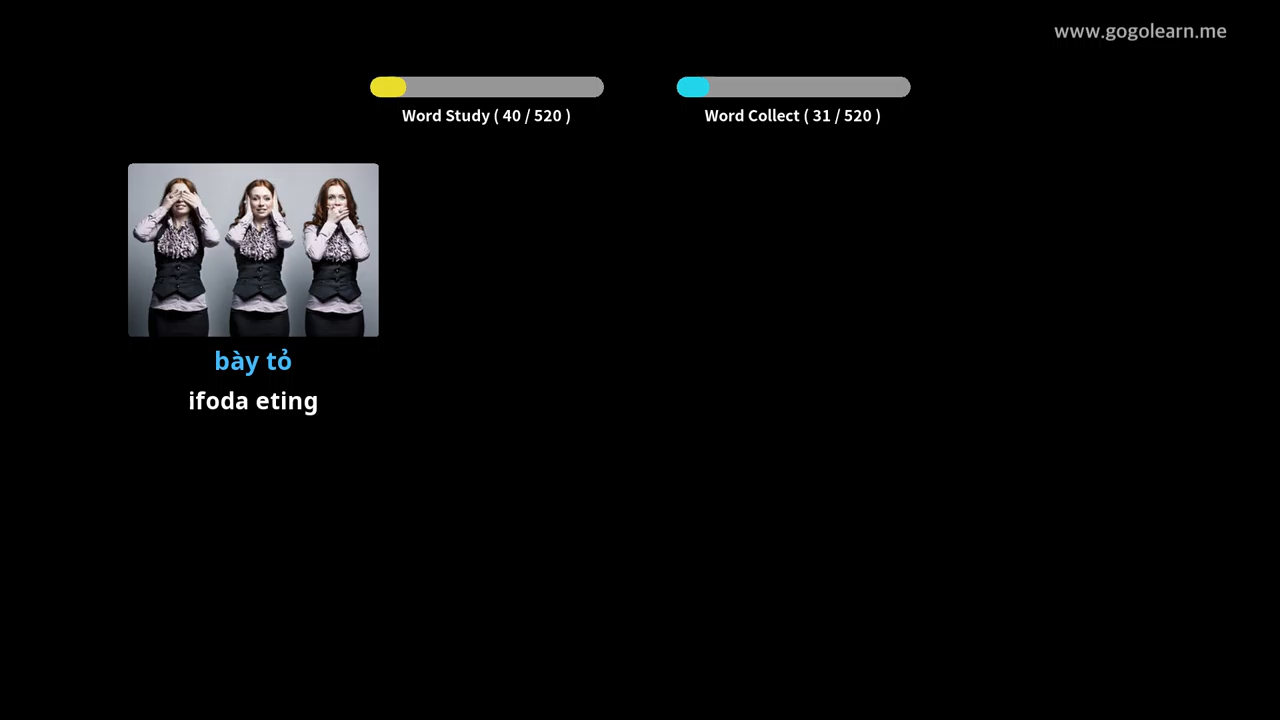 www.gogolearn.me
Word Study ( 40 / 520 )
Word Collect ( 31 / 520 )
bày tỏ
ifoda eting